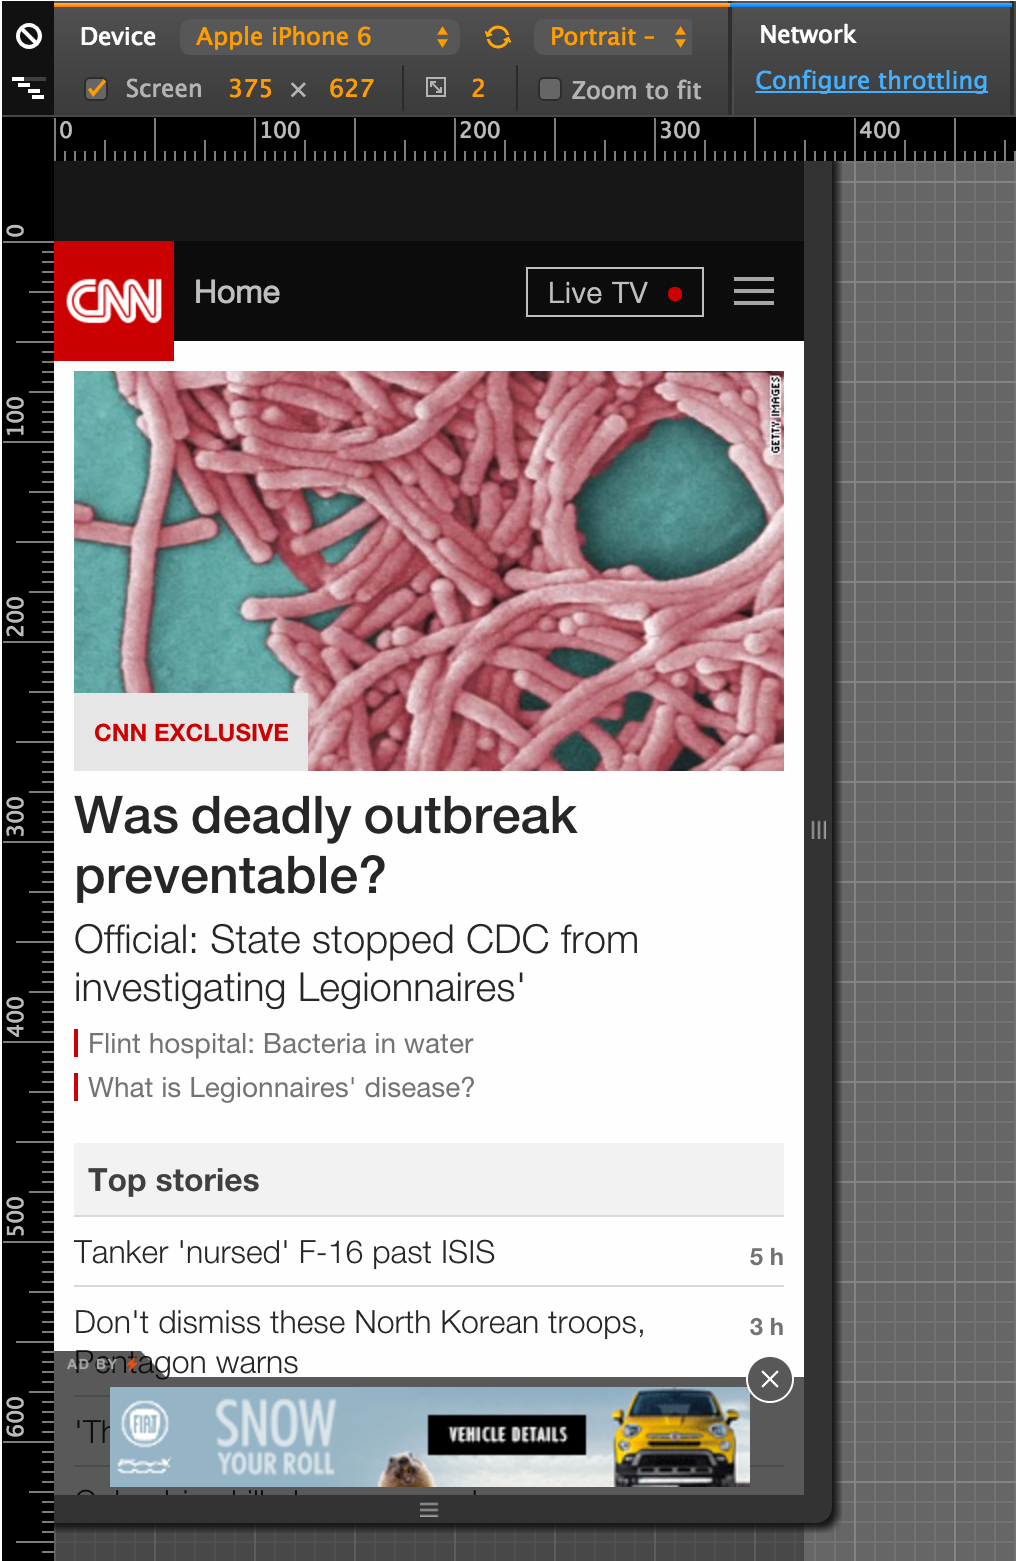 Device
Apple iPhone 6
Portrait -
Network
Screen
375 × 627
2
Zoom to fit
Configure throttling
0
100
200
300
400
0
100
200
300
400
500
600
CNN
Home
Live TV
GETTY IMAGES
CNN EXCLUSIVE
Was deadly outbreak
preventable?
Official: State stopped CDC from
investigating Legionnaires'
Flint hospital: Bacteria in water
What is Legionnaires' disease?
Top stories
Tanker 'nursed' F-16 past ISIS
5 h
Don't dismiss these North Korean troops,
Pentagon warns
3 h
AD BY
'Th
FIAT
500
SNOW
YOUR ROLL
VEHICLE DETAILS